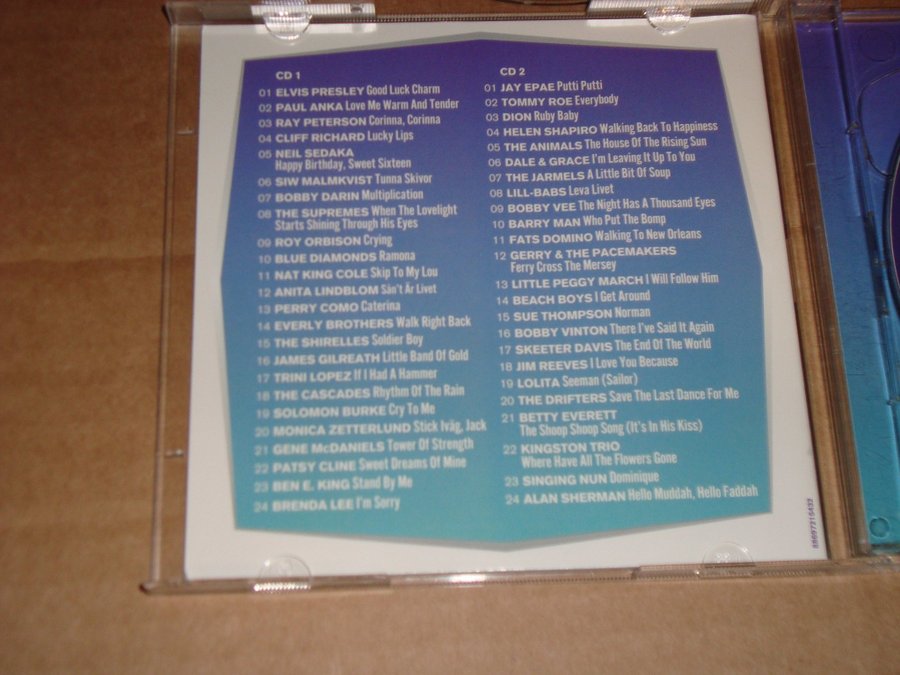 CD 1
01 ELVIS PRESLEY Good Luck Charm
02 PAUL ANKA Love Me Warm And Tender
03 RAY PETERSON Corinna, Corinna
04 CLIFF RICHARD Lucky Lips
05 NEIL SEDAKA
Happy Birthday, Sweet Sixteen
06 SIW MALMKVIST Tunna Skivor
07 BOBBY DARIN Multiplication
08 THE SUPREMES When The Lovelight
Starts Shining Through His Eyes
09 ROY ORBISON Crying
10 BLUE DIAMONDS Ramona
11 NAT KING COLE Skip To My Lou
12 ANITA LINDBLOM Sån't Är Livet
13 PERRY COMO Caterina
14 EVERLY BROTHERS Walk Right Back
15 THE SHIRELLES Soldier Boy
16 JAMES GILREATH Little Band Of Gold
17 TRINI LOPEZ If I Had A Hammer
18 THE CASCADES Rhythm Of The Rain
19 SOLOMON BURKE Cry To Me
20 MONICA ZETTERLUND Stick Iväg, Jack
21 GENE McDANIELS Tower Of Strength
22 PATSY CLINE Sweet Dreams Of Mine
23 BEN E. KING Stand By Me
24 BRENDA LEE I'm Sorry
CD 2
01 JAY EPAE Putti Putti
02 TOMMY ROE Everybody
03 DION Ruby Baby
04 HELEN SHAPIRO Walking Back To Happiness
05 THE ANIMALS The House Of The Rising Sun
06 DALE & GRACE I'm Leaving It Up To You
07 THE JARMELS A Little Bit Of Soup
08 LILL-BABS Leva Livet
09 BOBBY VEE The Night Has A Thousand Eyes
10 BARRY MAN Who Put The Bomp
11 FATS DOMINO Walking To New Orleans
12 GERRY & THE PACEMAKERS
Ferry Cross The Mersey
13 LITTLE PEGGY MARCH I Will Follow Him
14 BEACH BOYS I Get Around
15 SUE THOMPSON Norman
16 BOBBY VINTON There I've Said It Again
17 SKEETER DAVIS The End Of The World
18 JIM REEVES I Love You Because
19 LOLITA Seeman (Sailor)
20 THE DRIFTERS Save The Last Dance For Me
21 BETTY EVERETT
The Shoop Shoop Song (It's In His Kiss)
22 KINGSTON TRIO
Where Have All The Flowers Gone
23 SINGING NUN Dominique
24 ALAN SHERMAN Hello Muddah, Hello Faddah